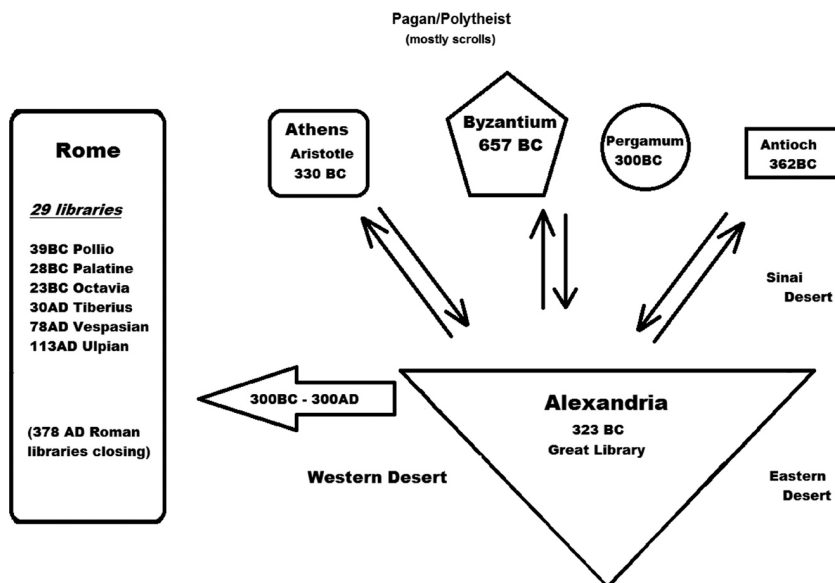 Pagan/Polytheist
(mostly scrolls)
Rome
29 libraries
39BC Pollio
28BC Palatine
23BC Octavia
30AD Tiberius
78AD Vespasian
113AD Ulpian
(378 AD Roman
libraries closing)
Athens
Aristotle
330 BC
Byzantium
657 BC
Pergamum
300BC
Antioch
362BC
Sinai
Desert
300BC - 300AD
Alexandria
323 BC
Great Library
Western Desert
Eastern
Desert